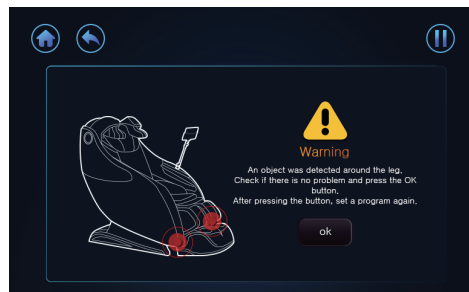 Warning
An object was detected around the leg.
Check if there is no problem and press the OK
button.
After pressing the button, set a program again.
ok